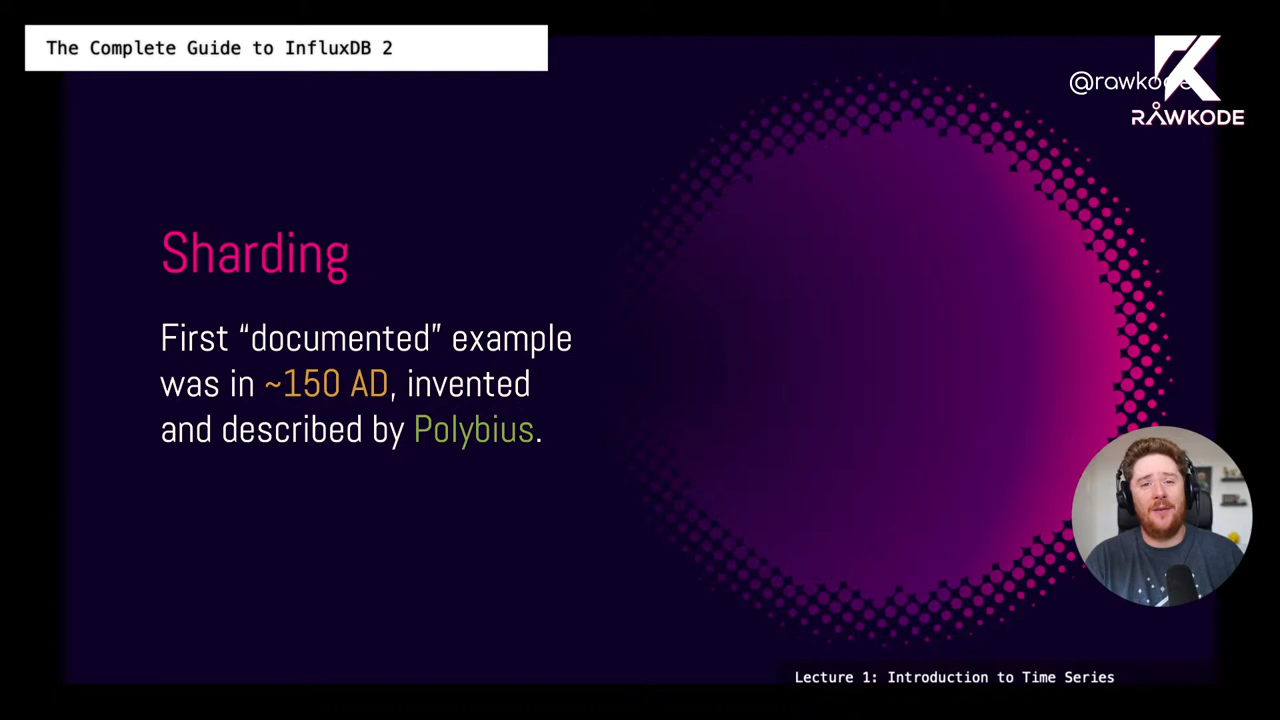 The Complete Guide to InfluxDB 2
@rawkode
RAWKODE
Sharding
First “documented” example
was in ~150 AD, invented
and described by Polybius.
Lecture 1: Introduction to Time Series